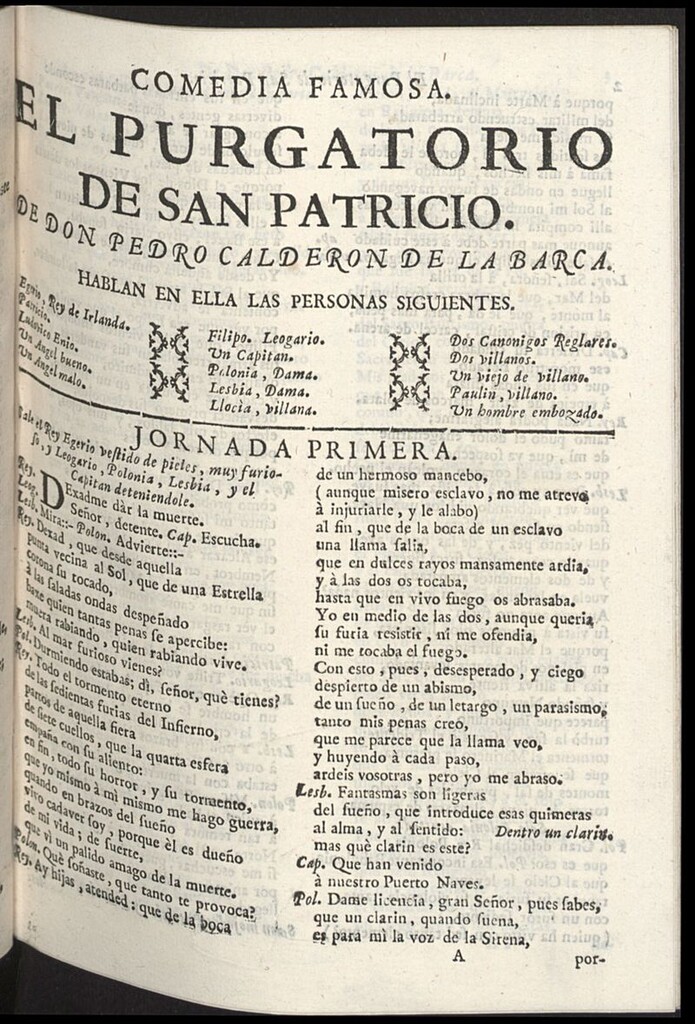 COMEDIA FAMOSA.
EL PURGATORIO
DE SAN PATRICIO.
DE DON PEDRO CALDERON DE LA BARCA.
HABLAN EN ELLA LAS PERSONAS SIGUIENTES.
Egerio, Rey de Irlanda.
Patricio.
Ludovico Enio.
Un Angel bueno.
Un Angel malo.
Filipo. Leogario.
Un Capitan.
Polonia, Dama.
Lesbia, Dama.
Llocia, villana.
Dos Canonigos Reglares.
Dos villanos.
Un viejo de villano.
Paulin, villano.
Un hombre embozado.
JORNADA PRIMERA.
Sale el Rey Egerio vestido de pieles, muy furio-
so, y Leogario, Polonia, Lesbia, y el
Capitan deteniendole.
Rey. DExadme dàr la muerte.
Leog. Señor, detente. Cap. Escucha.
Lesb. Mira::- Polon. Advierte::-
Rey. Dexad, que desde aquella
punta vecina al Sol, que de una Estrella
corona su tocado,
à las saladas ondas despeñado
baxe quien tantas penas se apercibe:
muera rabiando, quien rabiando vive.
Lesb. Al mar furioso vienes?
Pol. Durmiendo estabas; dì, señor, què tienes?
Rey. Todo el tormento eterno
de las sedientas furias del Infierno,
partos de aquella fiera
de siete cuellos, que la quarta esfera
empaña con su aliento:
en fin, todo su horror, y su tormento,
que yo mismo à mì mismo me hago guerra,
quando en brazos del sueño
vivo cadaver soy, porque èl es dueño
de mi vida; de suerte,
que vì un palido amago de la muerte.
Polon. Què soñaste, que tanto te provoca?
Rey. Ay hijas, atended: que de la boca
de un hermoso mancebo,
(aunque misero esclavo, no me atrevo
à injuriarle, y le alabo)
al fin, que de la boca de un esclavo
una llama salia,
que en dulces rayos mansamente ardia,
y à las dos os tocaba,
hasta que en vivo fuego os abrasaba.
Yo en medio de las dos, aunque queria
su furia resistir, ni me ofendia,
ni me tocaba el fuego.
Con esto, pues, desesperado, y ciego
despierto de un abismo,
de un sueño, de un letargo, un parasismo,
tanto mis penas creo,
que me parece que la llama veo,
y huyendo à cada paso,
ardeis vosotras, pero yo me abraso.
Lesb. Fantasmas son ligeras
del sueño, que introduce esas quimeras
al alma, y al sentido: Dentro un clarin.
mas què clarin es este?
Cap. Que han venido
à nuestro Puerto Naves.
Pol. Dame licencia, gran Señor, pues sabes,
que un clarin, quando suena,
es para mì la voz de la Sirena,
A
por-